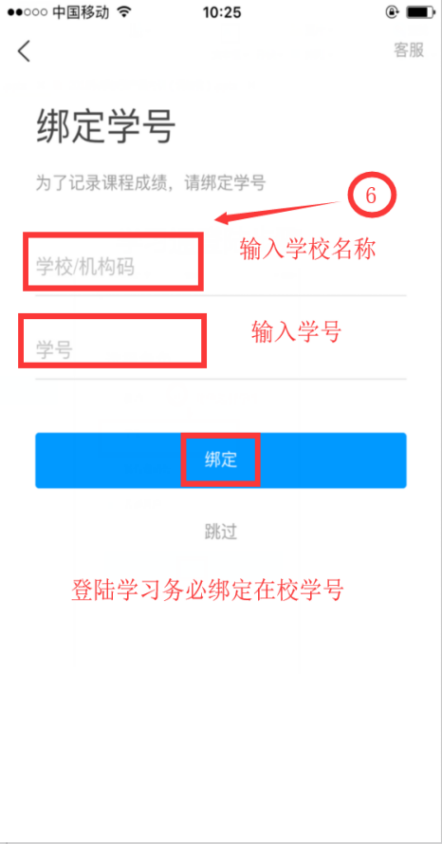 中国移动 10:25
客服
绑定学号
为了记录课程成绩，请绑定学号
6
输入学校名称
学校/机构码
输入学号
学号
绑定
跳过
登陆学习务必绑定在校学号